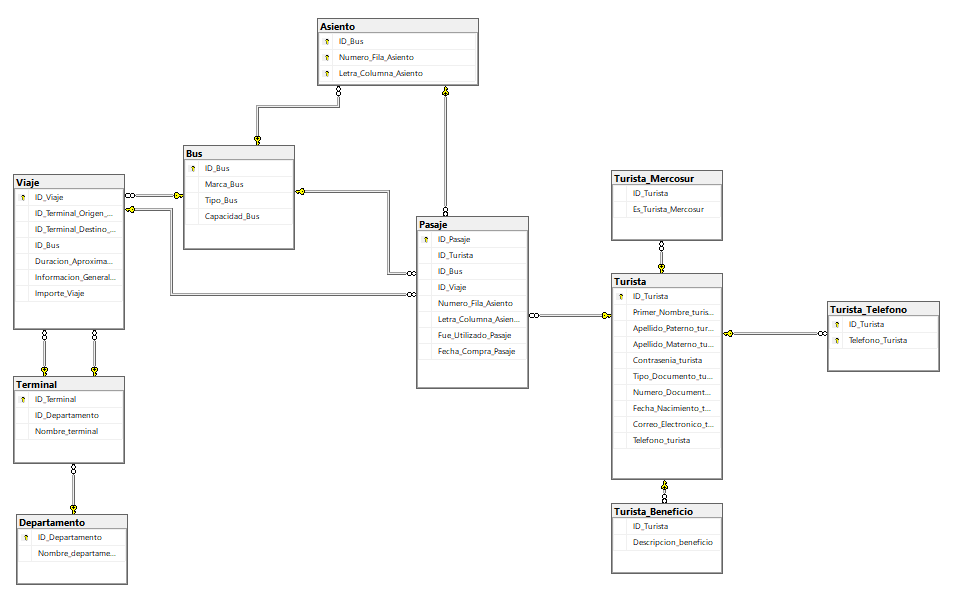 Asiento
ID_Bus
Numero_Fila_Asiento
Letra_Columna_Asiento
Bus
ID_Bus
Marca_Bus
Tipo_Bus
Capacidad_Bus
Viaje
ID_Viaje
ID_Terminal_Origen_...
ID_Terminal_Destino_...
ID_Bus
Duracion_Aproxima...
Informacion_General...
Importe_Viaje
Pasaje
ID_Pasaje
ID_Turista
ID_Bus
ID_Viaje
Numero_Fila_Asiento
Letra_Columna_Asien...
Fue_Utilizado_Pasaje
Fecha_Compra_Pasaje
Turista_Mercosur
ID_Turista
Es_Turista_Mercosur
Turista
ID_Turista
Primer_Nombre_turis...
Apellido_Paterno_tur...
Apellido_Materno_tu...
Contrasenia_turista
Tipo_Documento_tu...
Numero_Document...
Fecha_Nacimiento_t...
Correo_Electronico_t...
Telefono_turista
Turista_Telefono
ID_Turista
Telefono_Turista
Terminal
ID_Terminal
ID_Departamento
Nombre_terminal
Departamento
ID_Departamento
Nombre_departame...
Turista_Beneficio
ID_Turista
Descripcion_beneficio